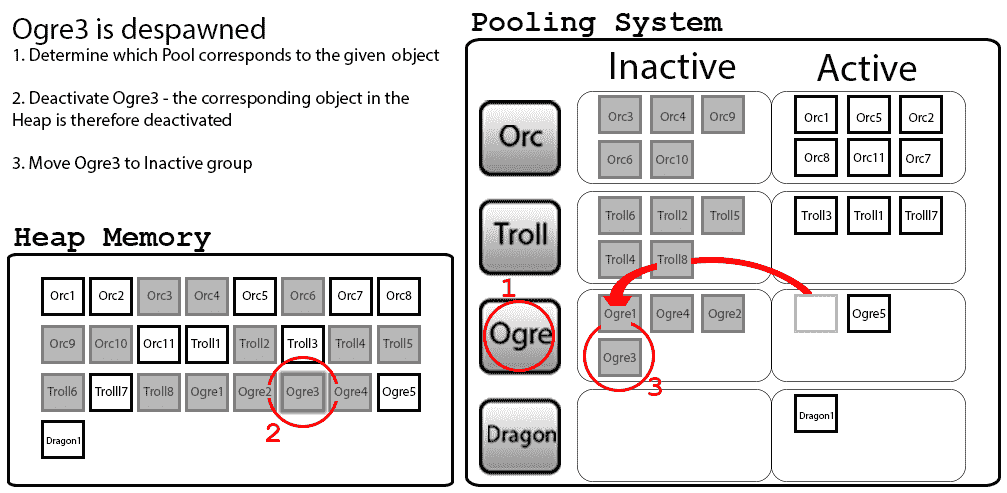 Ogre3 is despawned
1. Determine which Pool corresponds to the given object
2. Deactivate Ogre3 - the corresponding object in the
Heap is therefore deactivated
3. Move Ogre3 to Inactive group
Heap Memory
Orc1 Orc2 Orc3 Orc4 Orc5 Orc6 Orc7 Orc8
Orc9 Orc10 Orc11 Troll1 Troll2 Troll3 Troll4 Troll5
Troll6 Trolll7 Troll8 Ogre1 Ogre2 Ogre3 Ogre4 Ogre5
2
Dragon1
Pooling System
Inactive Active
Orc
Orc3 Orc4 Orc9 Orc1 Orc5 Orc2
Orc6 Orc10 Orc8 Orc11 Orc7
Troll
Troll6 Troll2 Troll5 Troll3 Troll1 Trolll7
Troll4 Troll8
1
Ogre
Ogre1 Ogre4 Ogre2 Ogre5
Ogre3
3
Dragon
Dragon1